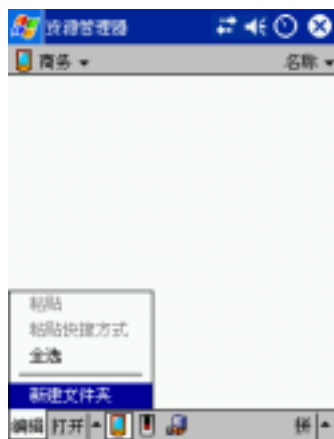 资源管理器
商务 名称
粘贴
粘贴快捷方式
全选
新建文件夹
编辑 打开 拼